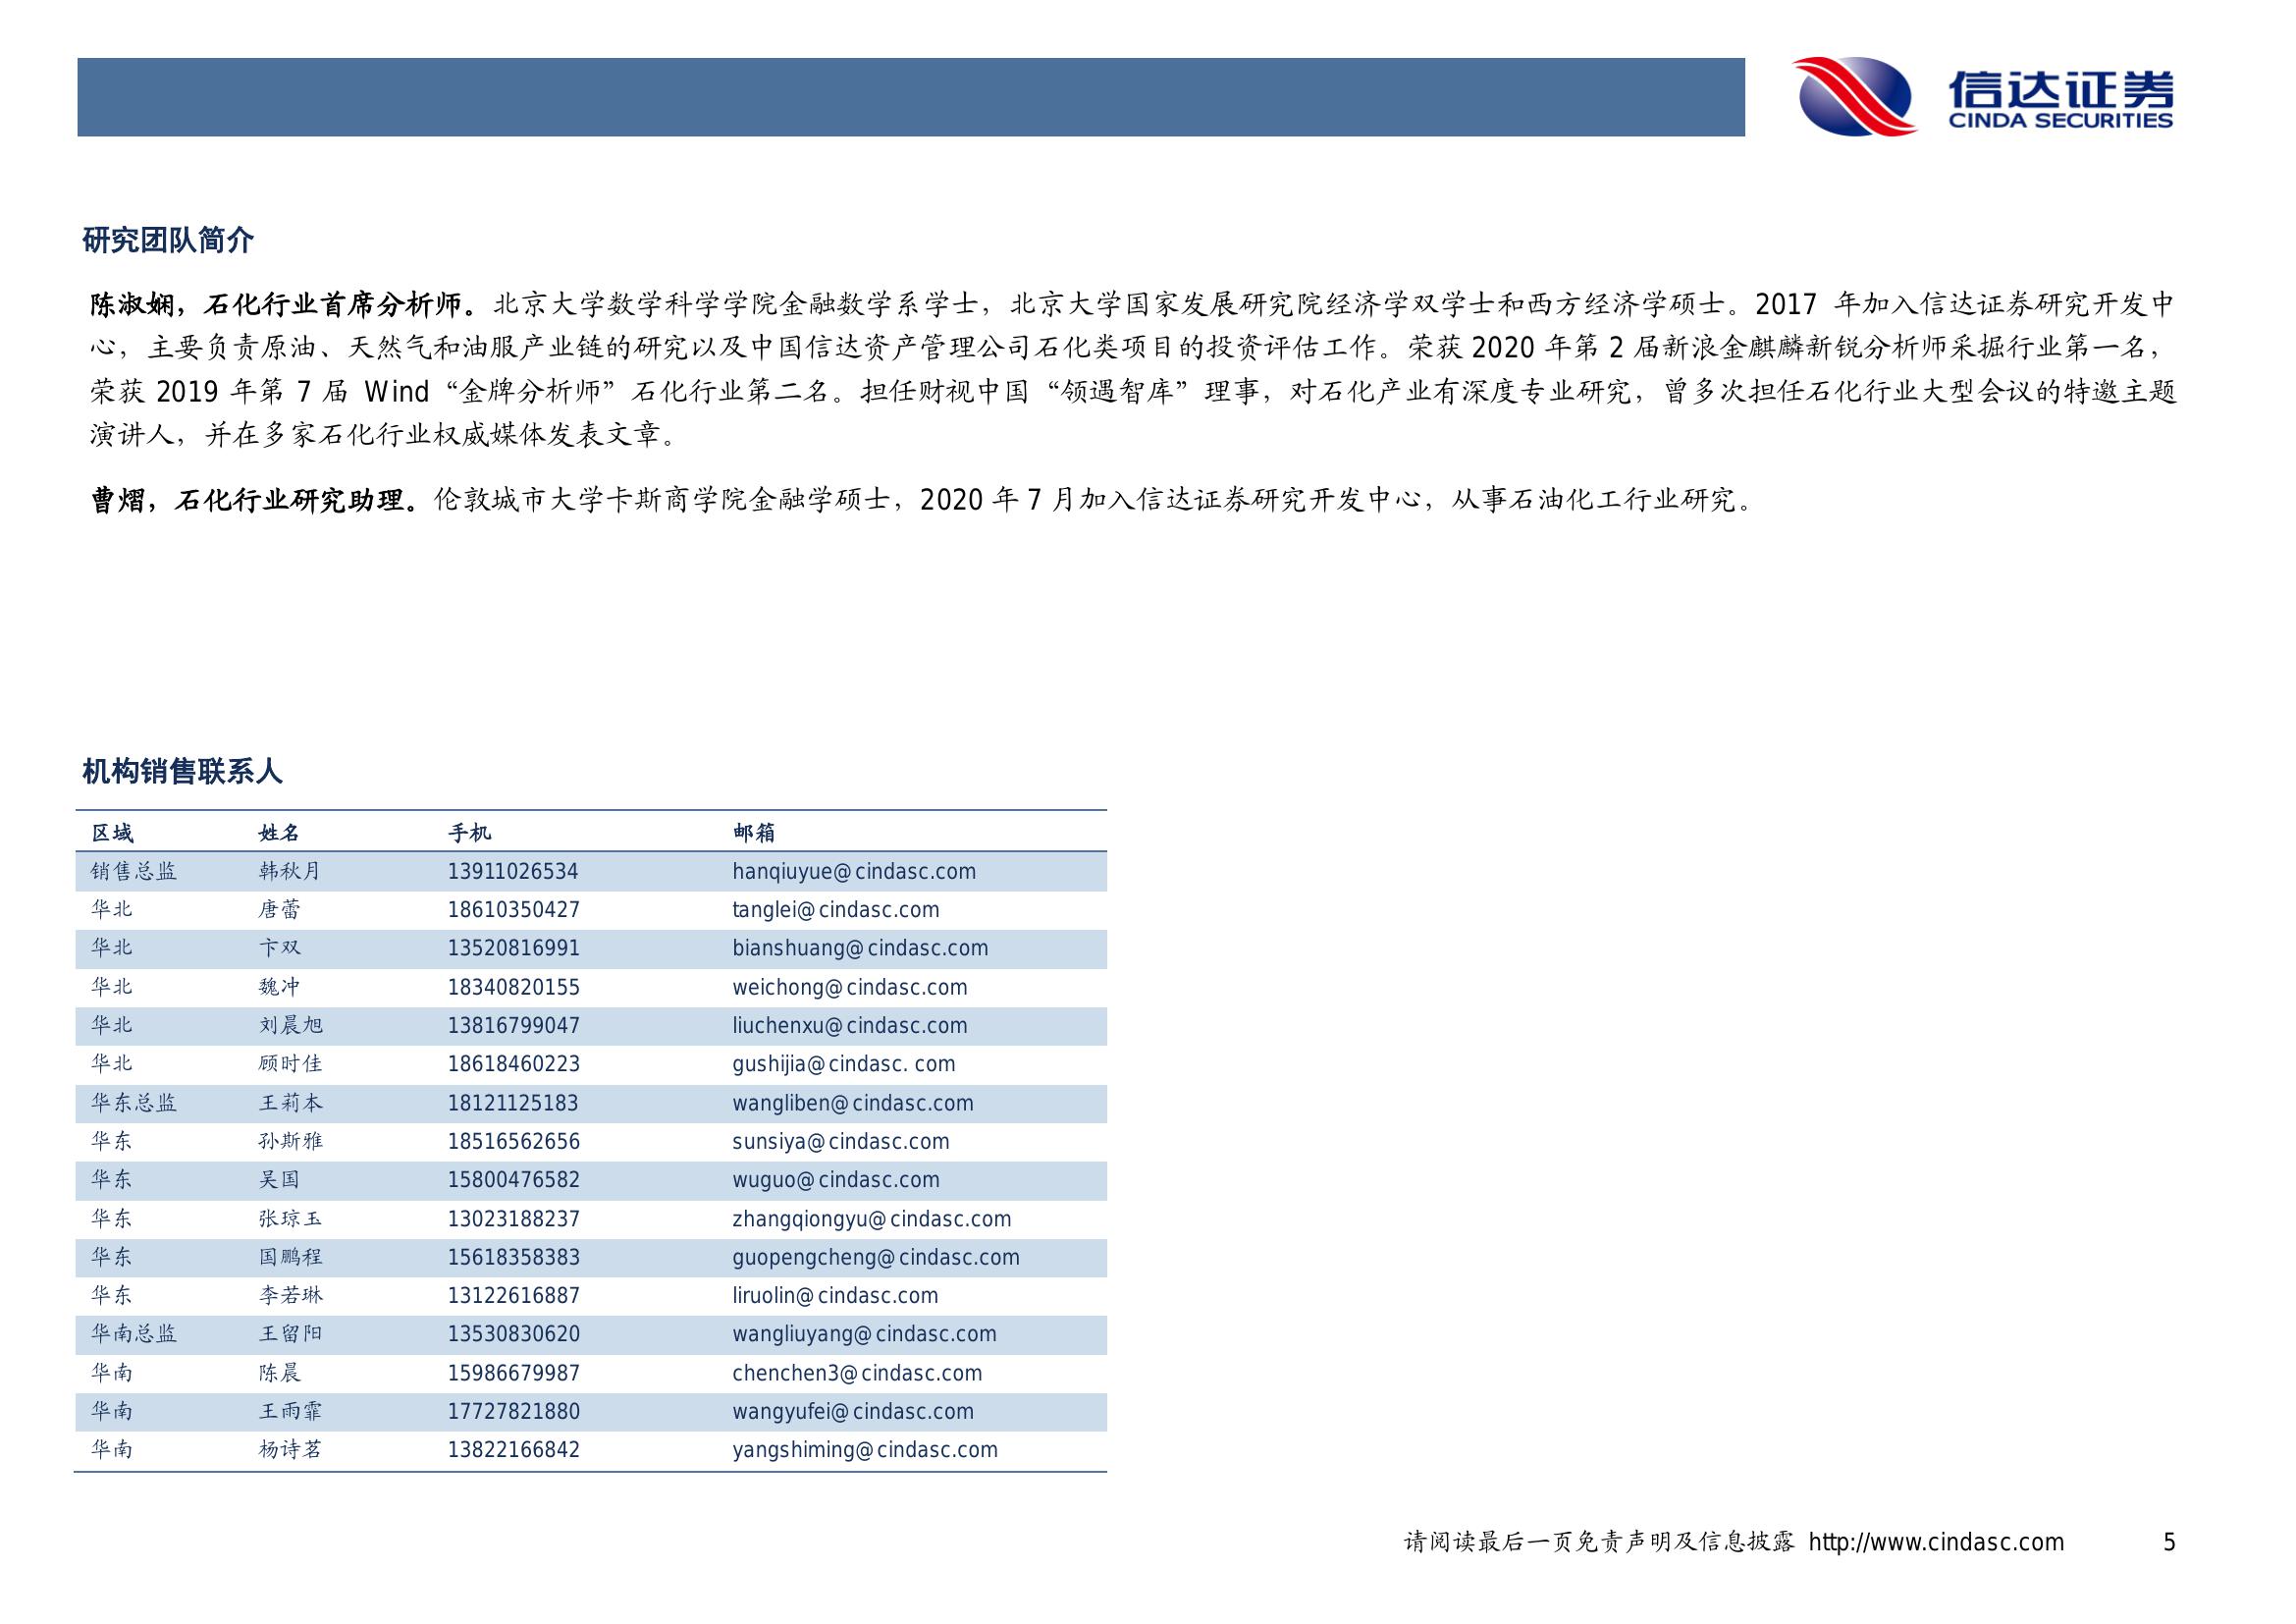 信达证券
CINDA SECURITIES
研究团队简介
陈淑娴，石化行业首席分析师。北京大学数学科学学院金融数学系学士，北京大学国家发展研究院经济学双学士和西方经济学硕士。2017 年加入信达证券研究开发中
心，主要负责原油、天然气和油服产业链的研究以及中国信达资产管理公司石化类项目的投资评估工作。荣获 2020 年第 2 届新浪金麒麟新锐分析师采掘行业第一名，
荣获 2019 年第 7 届 Wind“金牌分析师”石化行业第二名。担任财视中国“领遇智库”理事，对石化产业有深度专业研究，曾多次担任石化行业大型会议的特邀主题
演讲人，并在多家石化行业权威媒体发表文章。
曹熠，石化行业研究助理。伦敦城市大学卡斯商学院金融学硕士，2020 年 7 月加入信达证券研究开发中心，从事石油化工行业研究。
机构销售联系人
区域 姓名 手机 邮箱
销售总监 韩秋月 13911026534 hanqiuyue@cindasc.com
华北 唐蕾 18610350427 tanglei@cindasc.com
华北 卞双 13520816991 bianshuang@cindasc.com
华北 魏冲 18340820155 weichong@cindasc.com
华北 刘晨旭 13816799047 liuchenxu@cindasc.com
华北 顾时佳 18618460223 gushijia@cindasc. com
华东总监 王莉本 18121125183 wangliben@cindasc.com
华东 孙斯雅 18516562656 sunsiya@cindasc.com
华东 吴国 15800476582 wuguo@cindasc.com
华东 张琼玉 13023188237 zhangqiongyu@cindasc.com
华东 国鹏程 15618358383 guopengcheng@cindasc.com
华东 李若琳 13122616887 liruolin@cindasc.com
华南总监 王留阳 13530830620 wangliuyang@cindasc.com
华南 陈晨 15986679987 chenchen3@cindasc.com
华南 王雨霏 17727821880 wangyufei@cindasc.com
华南 杨诗茗 13822166842 yangshiming@cindasc.com
请阅读最后一页免责声明及信息披露 http://www.cindasc.com 5